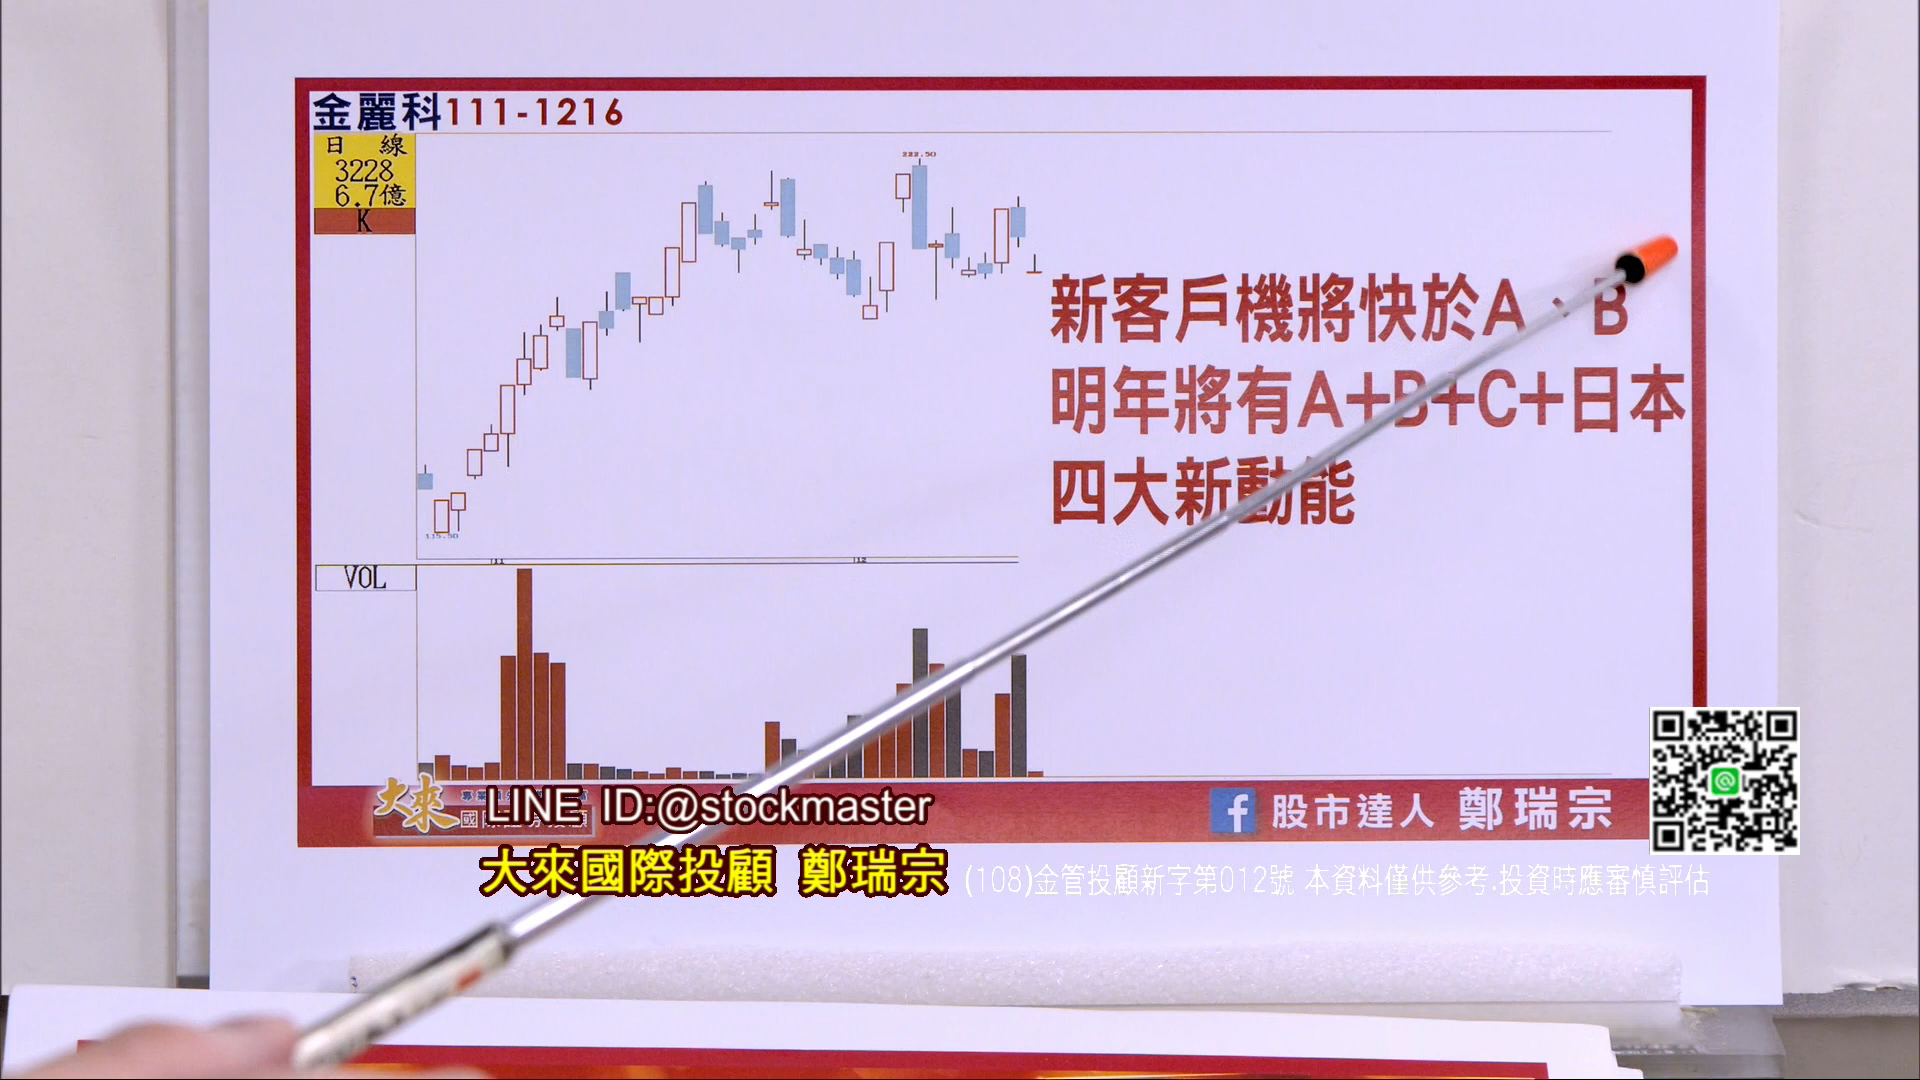 金麗科111-1216
日 線
3228
6.7億
K
222.50
115.50
11
12
新客戶機將快於A、B
明年將有A+B+C+日本
四大新動能
VOL
大來
LINE ID:@stockmaster
f 股市達人 鄭瑞宗
大來國際投顧 鄭瑞宗
(108)金管投顧新字第012號 本資料僅供參考.投資時應審慎評估